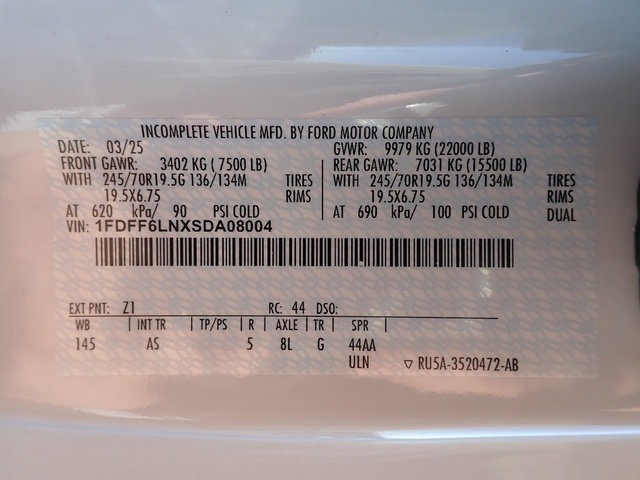 INCOMPLETE VEHICLE MFD. BY FORD MOTOR COMPANY
DATE: 03/25 GVWR: 9979 KG (22000 LB)
FRONT GAWR: 3402 KG (7500 LB) REAR GAWR: 7031 KG (15500 LB)
WITH 245/70R19.5G 136/134M TIRES WITH 245/70R19.5G 136/134M TIRES
19.5X6.75 RIMS 19.5X6.75 RIMS
AT 620 kPa/ 90 PSI COLD AT 690 kPa/ 100 PSI COLD DUAL
VIN: 1FDFF6LNXSDA08004
EXT PNT: Z1 RC: 44 DSO:
WB | INT TR | TP/PS | R | AXLE | TR | SPR
145 AS 5 8L G 44AA
ULN ▽ RU5A-3520472-AB